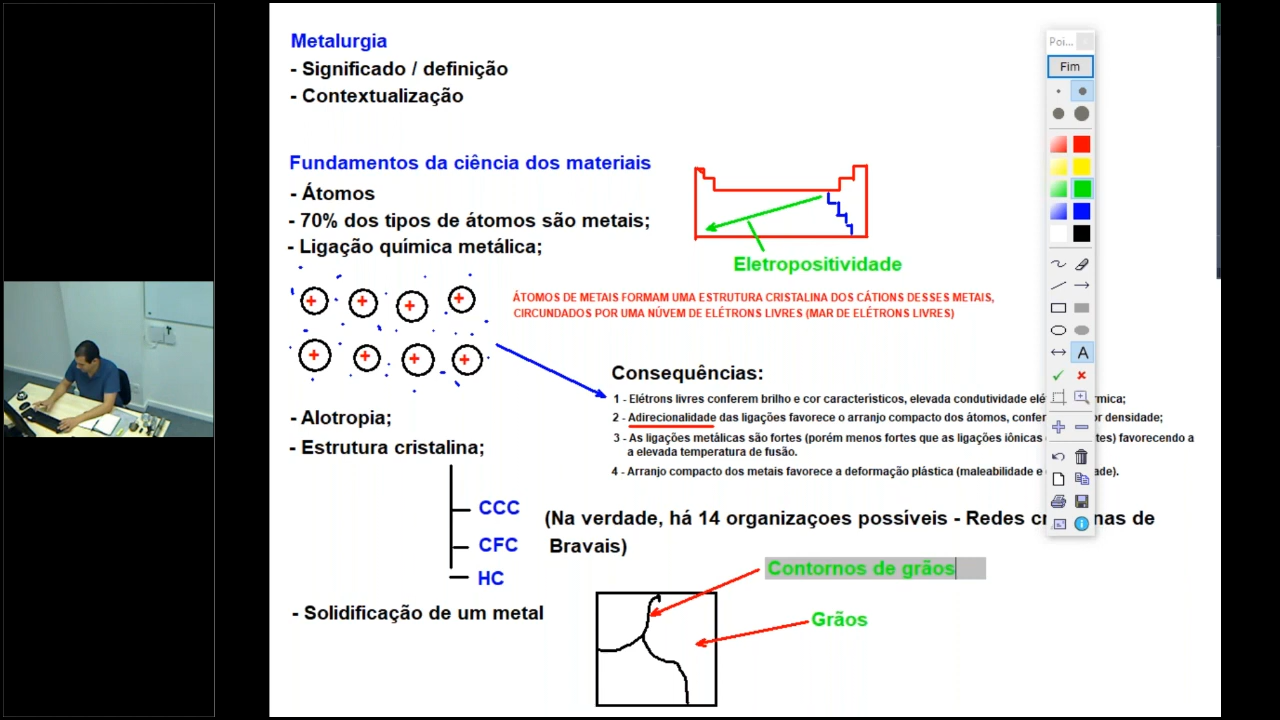 Metalurgia
- Significado / definição
- Contextualização
Fundamentos da ciência dos materiais
- Átomos
- 70% dos tipos de átomos são metais;
- Ligação química metálica;
Eletropositividade
ÁTOMOS DE METAIS FORMAM UMA ESTRUTURA CRISTALINA DOS CÁTIONS DESSES METAIS,
CIRCUNDADOS POR UMA NÚVEM DE ELÉTRONS LIVRES (MAR DE ELÉTRONS LIVRES)
+ + + +
+ + + +
Consequências:
1 - Elétrons livres conferem brilho e cor caracteristicos, elevada condutividade
2 - Adirecionalidade das ligações favorece o arranjo compacto dos átomos, densidade;
3 - As ligações metálicas são fortes (porém menos fortes que as ligações iônicas favorecendo a
a elevada temperatura de fusão.
4 - Arranjo compacto dos metais favorece a deformação plástica (maleabilidade e
- Alotropia;
- Estrutura cristalina;
CCC
CFC
HC
(Na verdade, há 14 organizaçoes possíveis - Redes de
Bravais)
Contornos de grãos
- Solidificação de um metal
Grãos
Poi...
Fim
A